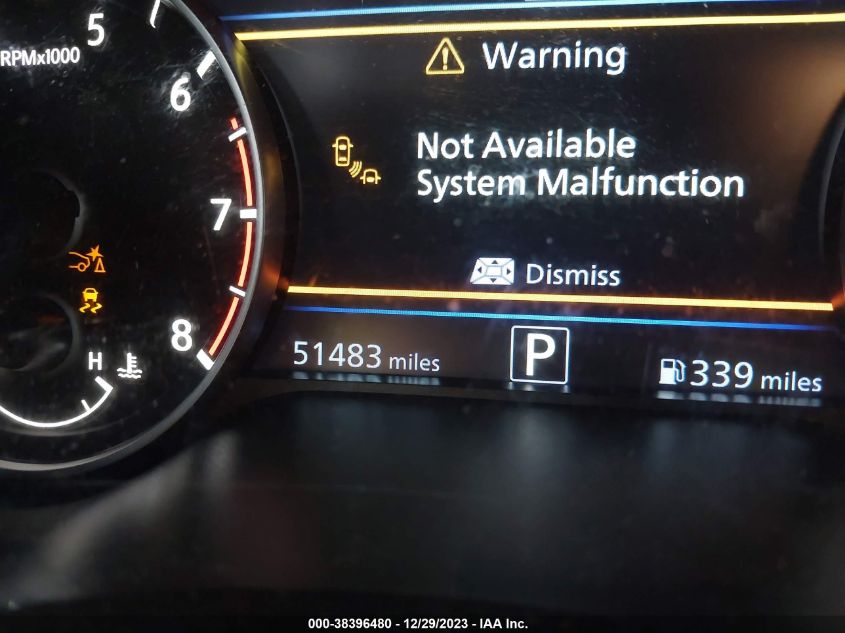 5
RPMx1000
6
7
8
H
Warning
Not Available
System Malfunction
Dismiss
51483 miles
P
339 miles
000-38396480 - 12/29/2023 - IAA Inc.